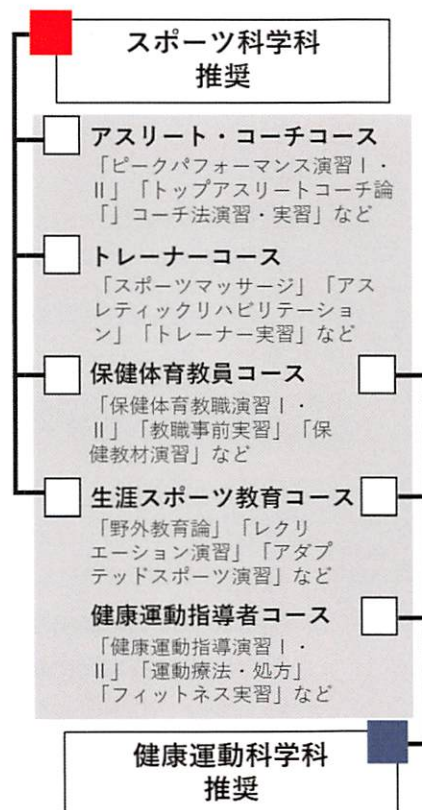 スポーツ科学科
推奨
アスリート・コーチコース
「ピークパフォーマンス演習Ⅰ・
Ⅱ」「トップアスリートコーチ論
「」コーチ法演習・実習」など
トレーナーコース
「スポーツマッサージ」「アス
レティックリハビリテーショ
ン」「トレーナー実習」など
保健体育教員コース
「保健体育教職演習Ⅰ・
Ⅱ」「教職事前実習」「保
健教材演習」など
生涯スポーツ教育コース
「野外教育論」「レクリ
エーション演習」「アダプ
テッドスポーツ演習」など
健康運動指導者コース
「健康運動指導演習Ⅰ・
Ⅱ」「運動療法・処方」
「フィットネス実習」など
健康運動科学科
推奨